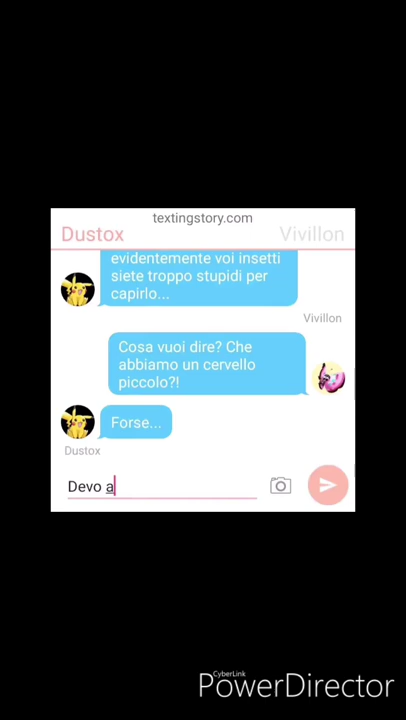 textingstory.com
Dustox Vivillon
evidentemente voi insetti
siete troppo stupidi per
capirlo...
Vivillon
Cosa vuoi dire? Che
abbiamo un cervello
piccolo?!
Forse...
Dustox
Devo a
CyberLink
PowerDirector